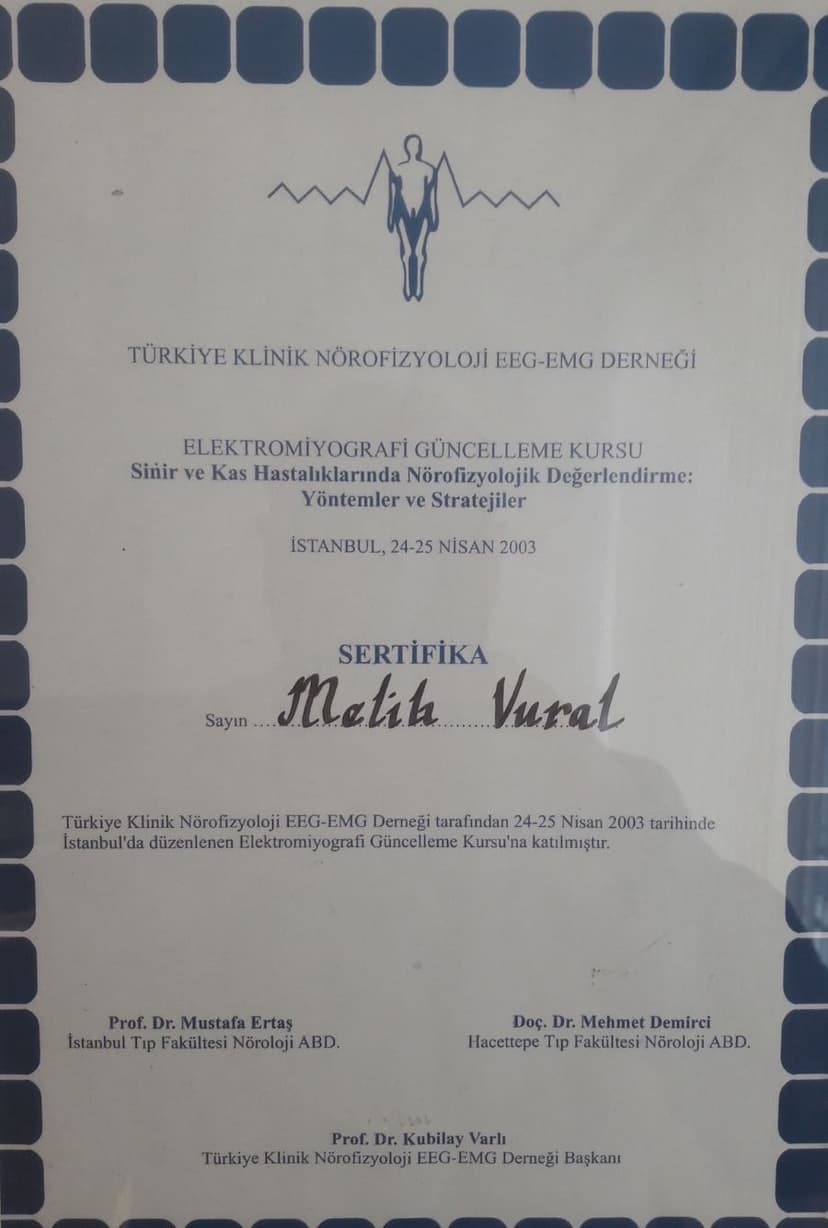 TÜRKİYE KLİNİK NÖROFİZYOLOJİ EEG-EMG DERNEĞİ
ELEKTROMİYOGRAFİ GÜNCELLEME KURSU
Sinir ve Kas Hastalıklarında Nörofizyolojik Değerlendirme:
Yöntemler ve Stratejiler
İSTANBUL, 24-25 NİSAN 2003
SERTİFİKA
Sayın .... Melih Vural
Türkiye Klinik Nörofizyoloji EEG-EMG Derneği tarafından 24-25 Nisan 2003 tarihinde
İstanbul'da düzenlenen Elektromiyografi Güncelleme Kursu'na katılmıştır.
Prof. Dr. Mustafa Ertaş
İstanbul Tıp Fakültesi Nöroloji ABD.
Doç. Dr. Mehmet Demirci
Hacettepe Tıp Fakültesi Nöroloji ABD.
Prof. Dr. Kubilay Varlı
Türkiye Klinik Nörofizyoloji EEG-EMG Derneği Başkanı